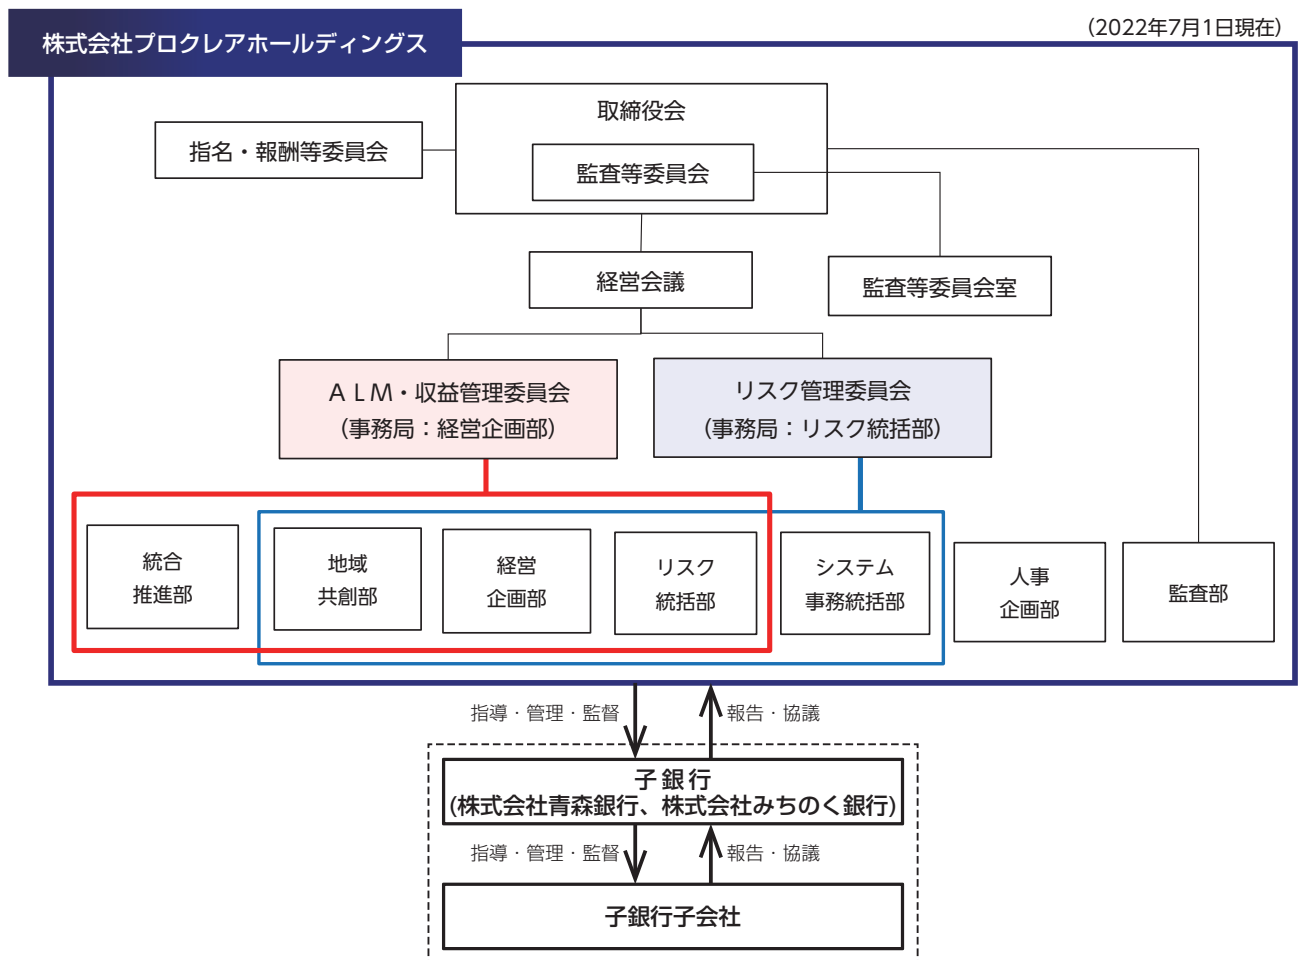 株式会社プロクレアホールディングス
(2022年7月1日現在)
取締役会
指名・報酬等委員会
監査等委員会
経営会議
監査等委員会室
ALM・収益管理委員会
(事務局：経営企画部)
リスク管理委員会
(事務局：リスク統括部)
統合
推進部
地域
共創部
経営
企画部
リスク
統括部
システム
事務統括部
人事
企画部
監査部
指導・管理・監督
報告・協議
子銀行
(株式会社青森銀行、株式会社みちのく銀行)
指導・管理・監督
報告・協議
子銀行子会社